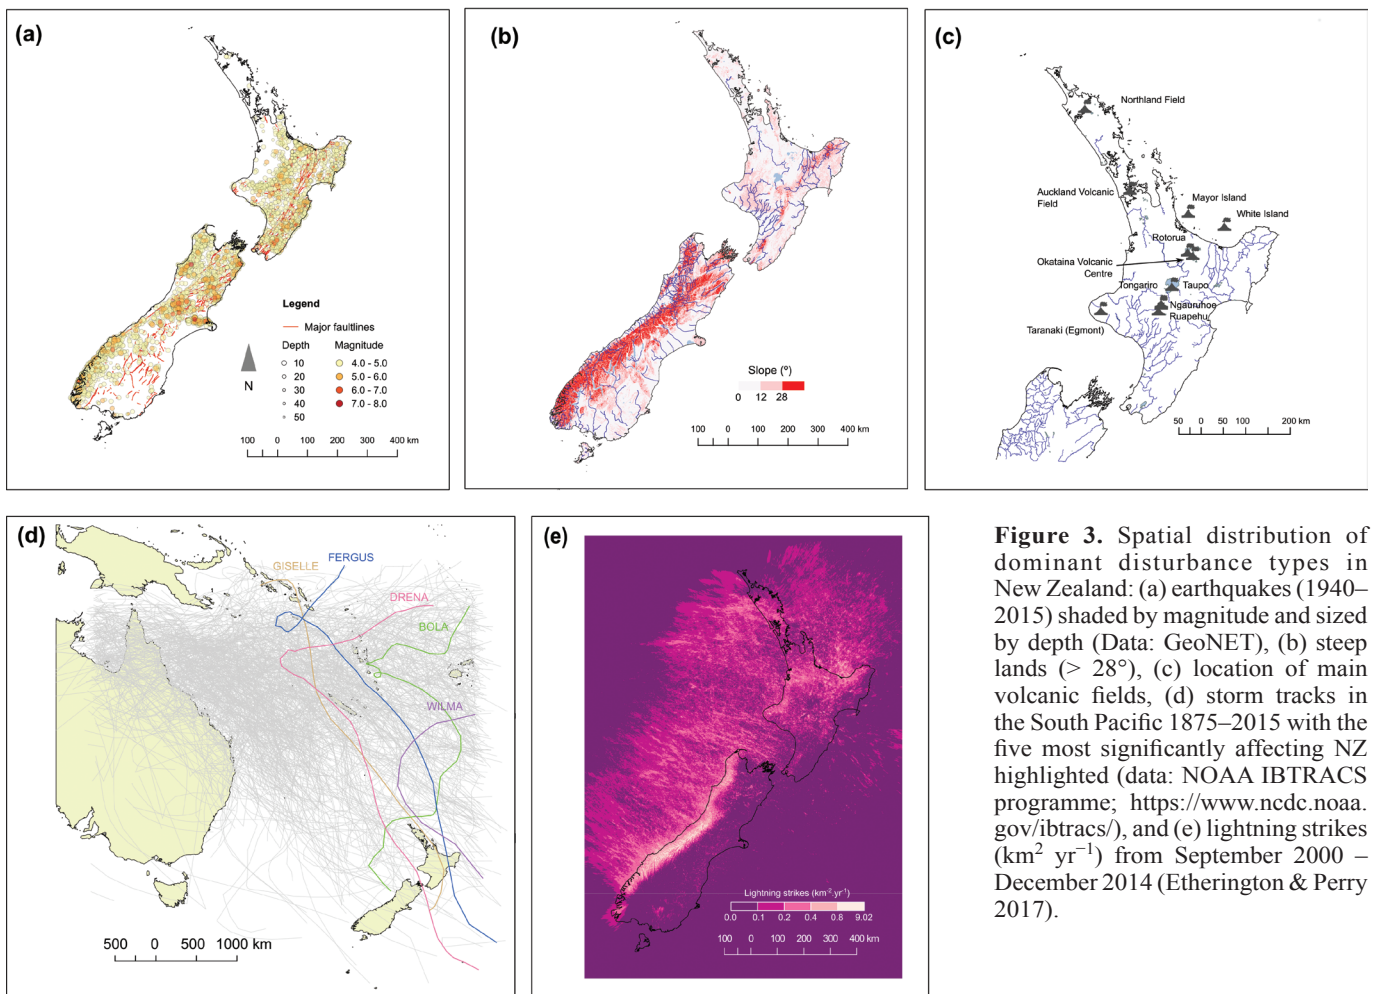 (a)
Legend
Major faultlines
Depth Magnitude
10 4.0 - 5.0
20 5.0 - 6.0
30 6.0 - 7.0
40 7.0 - 8.0
50
N
100 0 100 200 300 400 km
(b)
Slope (º)
0 12 28
100 0 100 200 300 400 km
(c)
Northland Field
Auckland Volcanic
Field
Mayor Island
White Island
Rotorua
Okataina Volcanic
Centre
Tongariro
Taupo
Ngauruhoe
Ruapehu
Taranaki (Egmont)
50 0 50 100 200 km
(d)
FERGUS
GISELLE
DRENA
BOLA
WILMA
500 0 500 1000 km
(e)
Lightning strikes (km⁻².yr⁻¹)
0.0 0.1 0.2 0.4 0.8 9.02
100 0 100 200 300 400 km
Figure 3. Spatial distribution of
dominant disturbance types in
New Zealand: (a) earthquakes (1940–
2015) shaded by magnitude and sized
by depth (Data: GeoNET), (b) steep
lands (> 28°), (c) location of main
volcanic fields, (d) storm tracks in
the South Pacific 1875–2015 with the
five most significantly affecting NZ
highlighted (data: NOAA IBTRACS
programme; https://www.ncdc.noaa.
gov/ibtracs/), and (e) lightning strikes
(km² yr⁻¹) from September 2000 –
December 2014 (Etherington & Perry
2017).